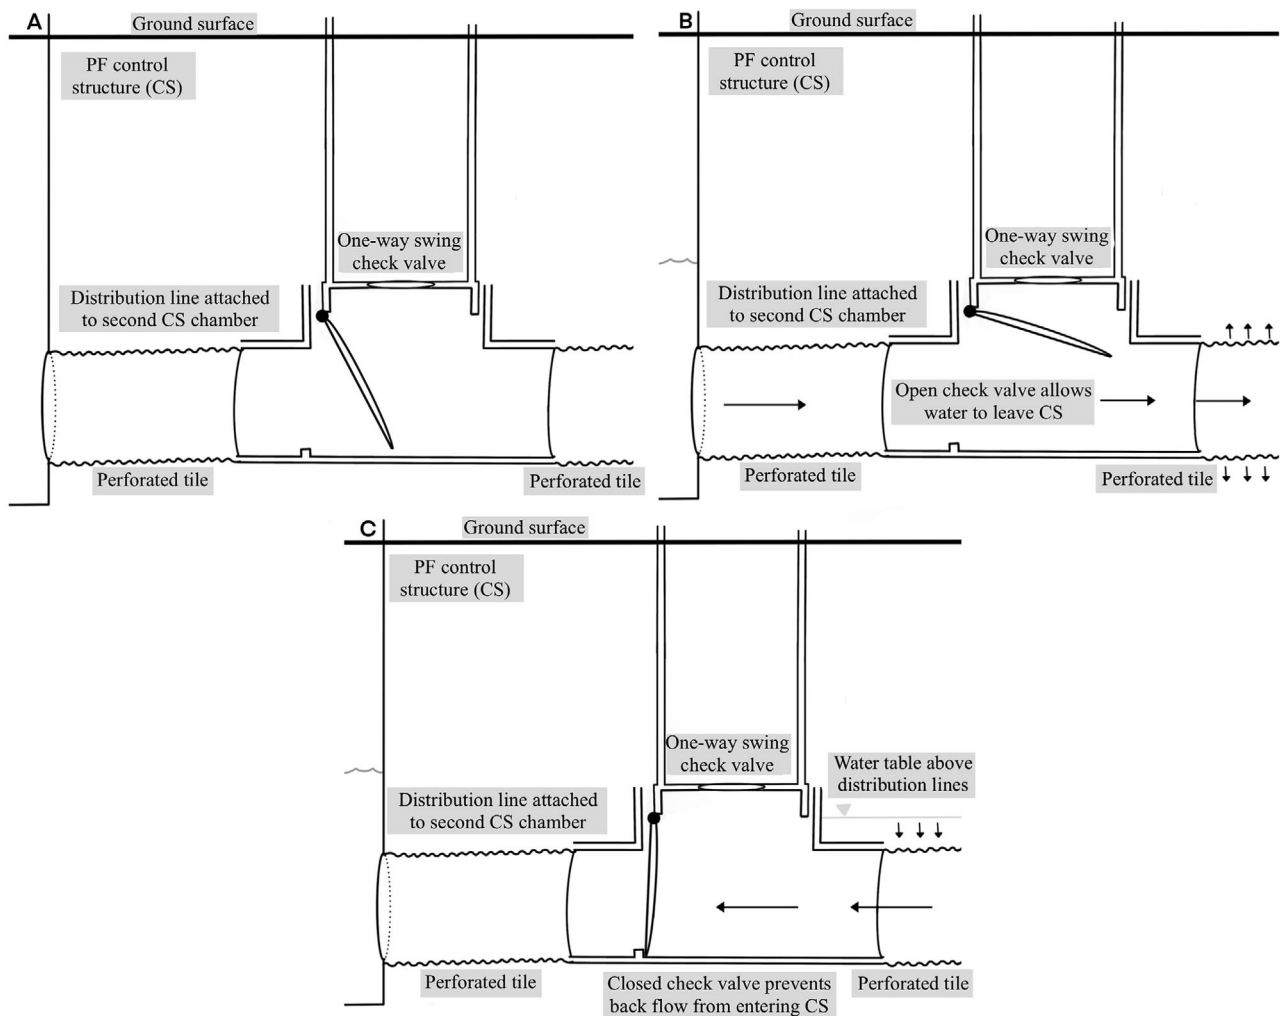 A
Ground surface
PF control
structure (CS)
One-way swing
check valve
Distribution line attached
to second CS chamber
Perforated tile
Perforated tile
B
Ground surface
PF control
structure (CS)
One-way swing
check valve
Distribution line attached
to second CS chamber
Open check valve allows
water to leave CS
Perforated tile
Perforated tile
C
Ground surface
PF control
structure (CS)
One-way swing
check valve
Water table above
distribution lines
Distribution line attached
to second CS chamber
Perforated tile
Closed check valve prevents
back flow from entering CS
Perforated tile